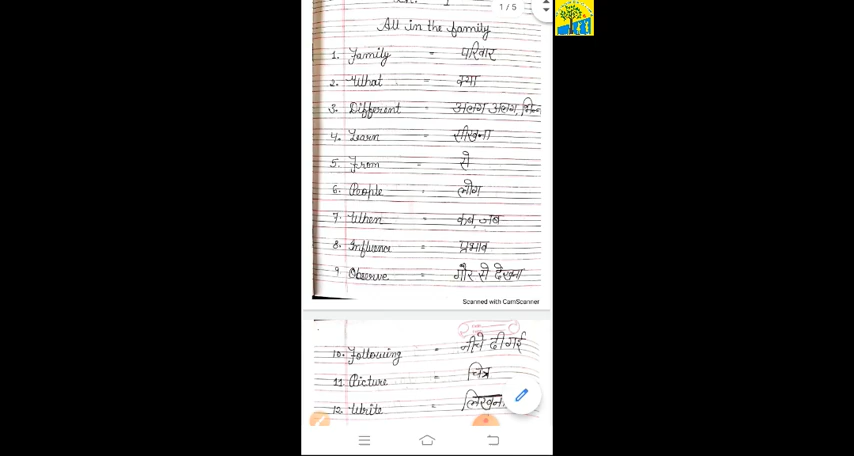 1
1 / 5
All in the family
1. Family = परिवार
2. What = क्या
3. Different = अलग अलग, भिन्न
4. Learn = सीखना
5. From = से
6. People = लोग
7. When = कब, जब
8. Influence = प्रभाव
9 Observe = गौर से देखना
Scanned with CamScanner
10. Following = नीचे दी गई
11. Picture = चित्र
12. Write =